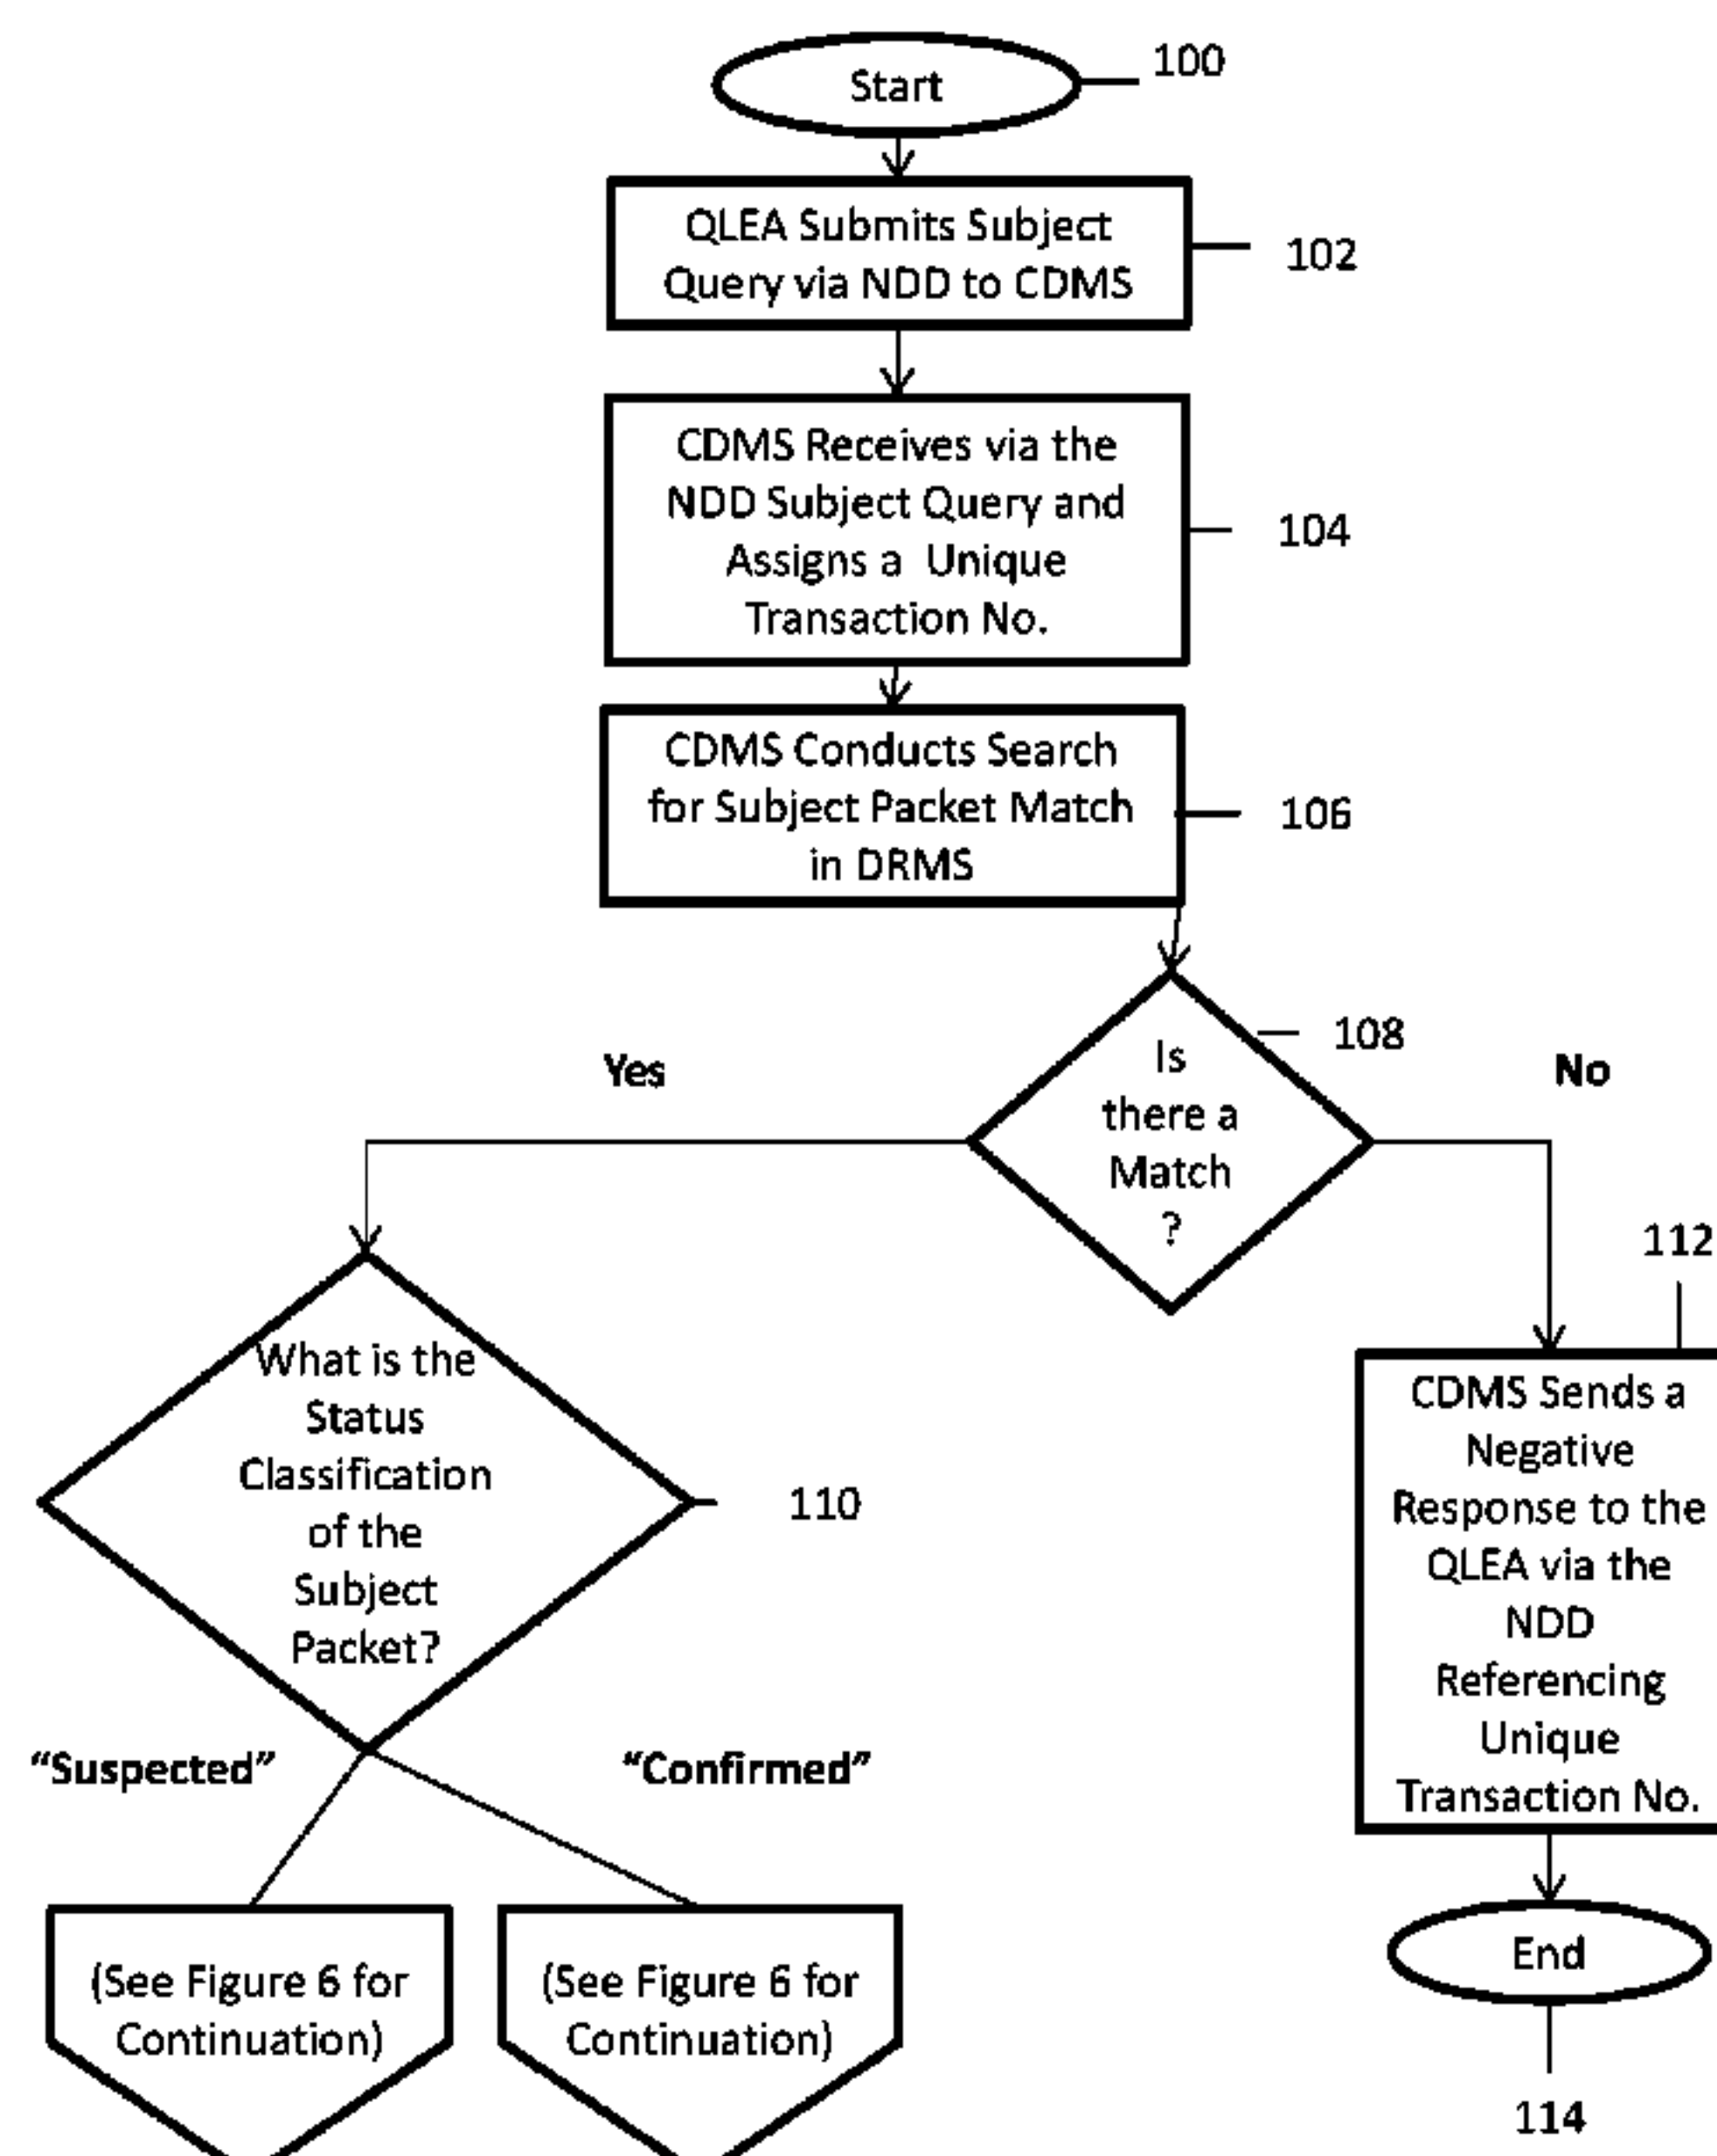 Start
100
QLEA Submits Subject
Query via NDD to CDMS
102
CDMS Receives via the
NDD Subject Query and
Assigns a Unique
Transaction No.
104
CDMS Conducts Search
for Subject Packet Match
in DRMS
106
Is
there a
Match
?
108
Yes
No
What is the
Status
Classification
of the
Subject
Packet?
110
112
CDMS Sends a
Negative
Response to the
QLEA via the
NDD
Referencing
Unique
Transaction No.
“Suspected”
“Confirmed”
(See Figure 6 for
Continuation)
(See Figure 6 for
Continuation)
End
114